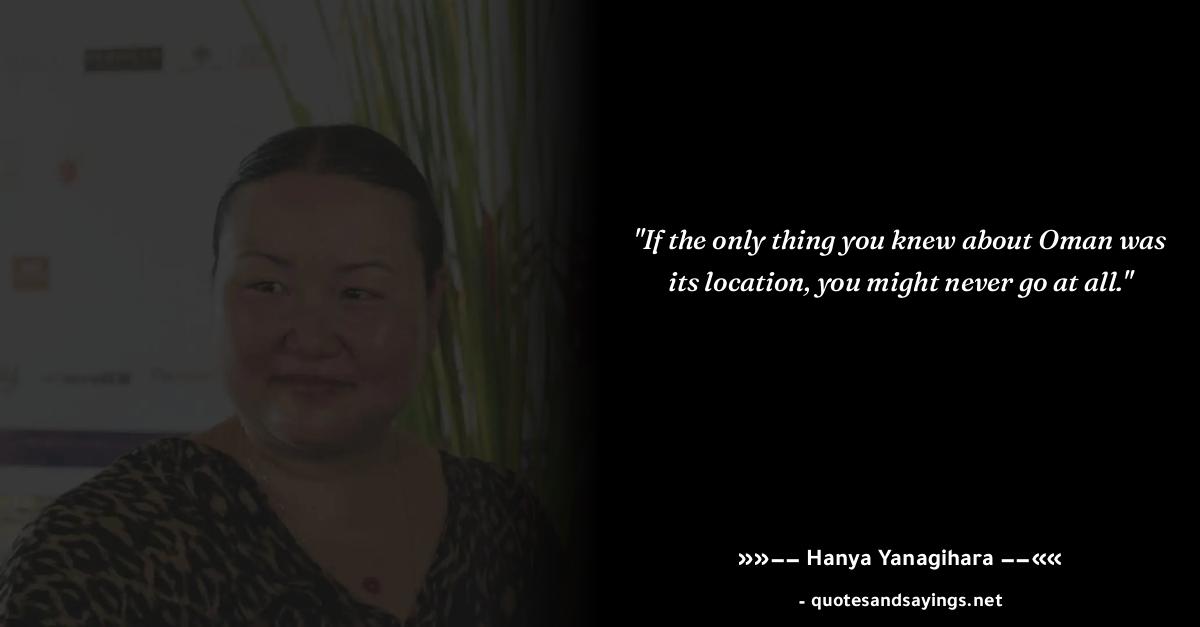 "If the only thing you knew about Oman was
its location, you might never go at all."
»»−− Hanya Yanagihara −−««
- quotesandsayings.net